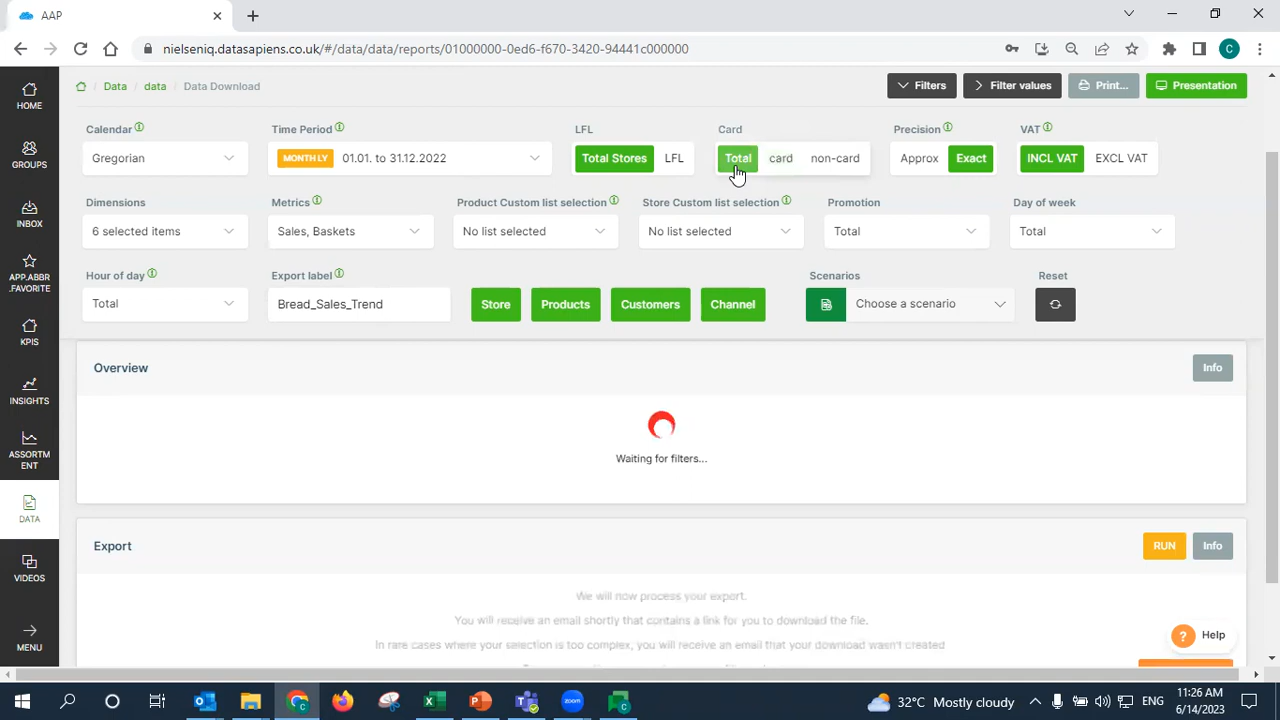 AAP
nielseniq.datasapiens.co.uk/#/data/data/reports/01000000-0ed6-f670-3420-94441c000000
C
HOME
GROUPS
INBOX
APP.ABBR
.FAVORITE
KPIS
INSIGHTS
ASSORTM
ENT
DATA
VIDEOS
MENU
/ Data / data / Data Download
Filters
Filter values
Print...
Presentation
Calendar
Time Period
LFL
Card
Precision
VAT
Gregorian
MONTHLY 01.01. to 31.12.2022
Total Stores LFL
Total card non-card
Approx Exact
INCL VAT EXCL VAT
Dimensions
Metrics
Product Custom list selection
Store Custom list selection
Promotion
Day of week
6 selected items
Sales, Baskets
No list selected
No list selected
Total
Total
Hour of day
Export label
Scenarios
Reset
Total
Bread_Sales_Trend
Store
Products
Customers
Channel
Choose a scenario
Overview
Info
Waiting for filters...
Export
RUN
Info
We will now process your export.
You will receive an email shortly that contains a link for you to download the file.
In rare cases where your selection is too complex, you will receive an email that your download wasn't created
? Help
32°C Mostly cloudy
ENG
11:26 AM
6/14/2023